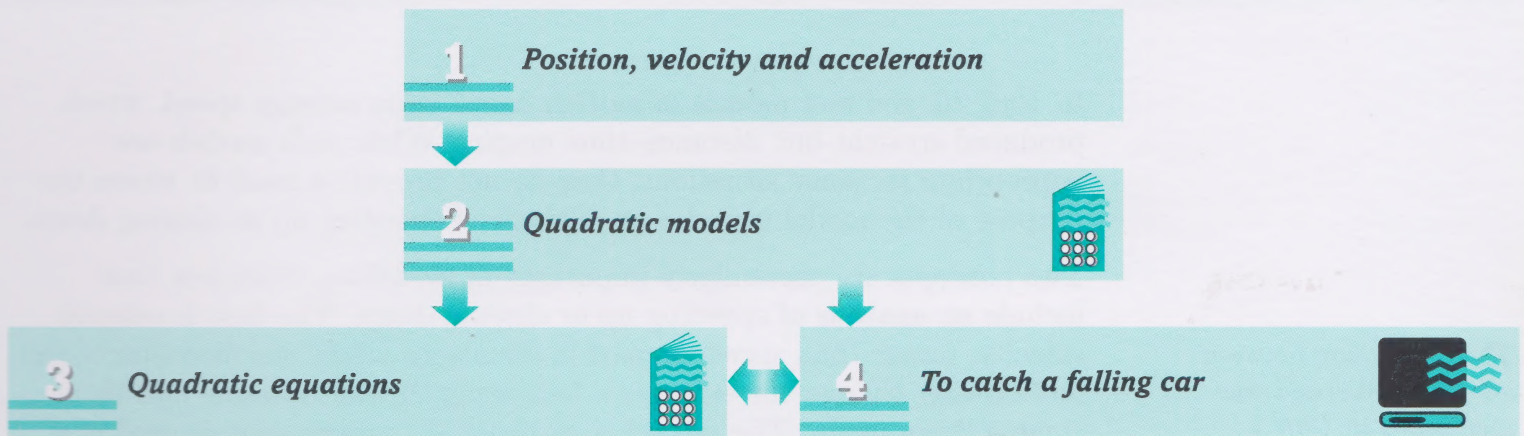 1 Position, velocity and acceleration
2 Quadratic models
3 Quadratic equations
4 To catch a falling car